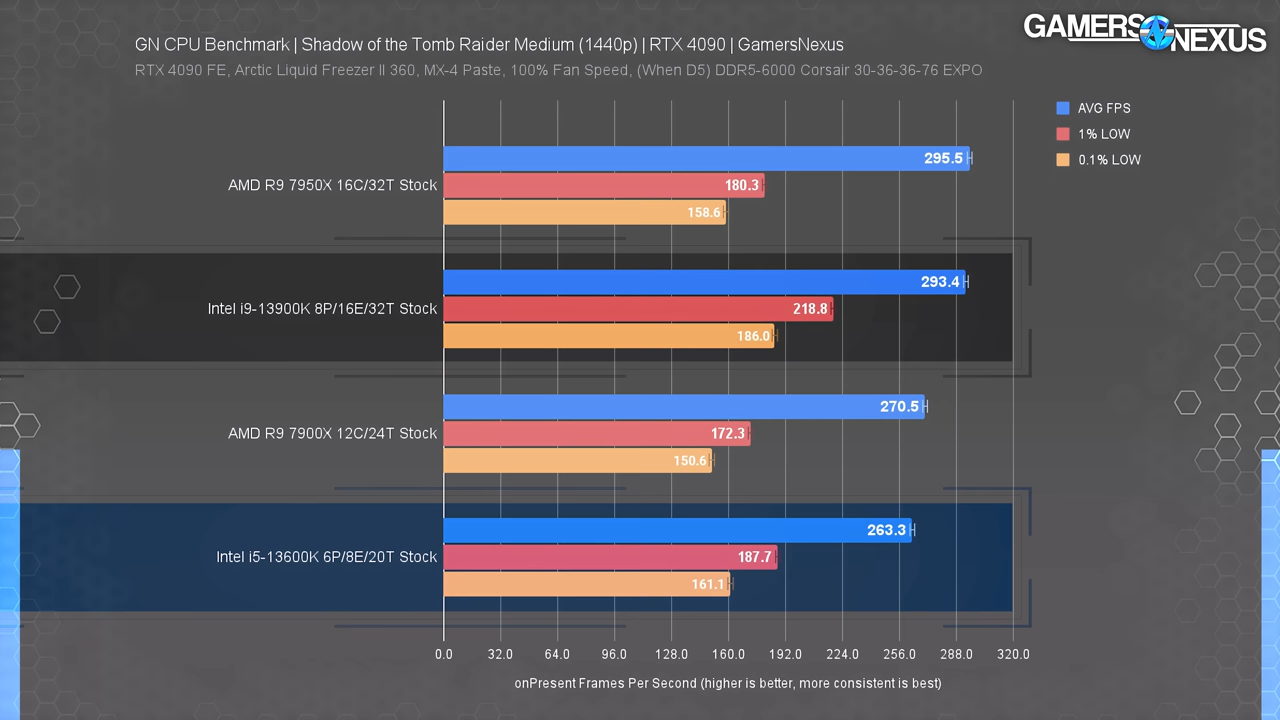 GAMERS NEXUS
GN CPU Benchmark | Shadow of the Tomb Raider Medium (1440p) | RTX 4090 | GamersNexus
RTX 4090 FE, Arctic Liquid Freezer II 360, MX-4 Paste, 100% Fan Speed, (When D5) DDR5-6000 Corsair 30-36-36-76 EXPO
AVG FPS
1% LOW
0.1% LOW
AMD R9 7950X 16C/32T Stock
295.5
180.3
158.6
Intel i9-13900K 8P/16E/32T Stock
293.4
218.8
186.0
AMD R9 7900X 12C/24T Stock
270.5
172.3
150.6
Intel i5-13600K 6P/8E/20T Stock
263.3
187.7
161.1
0.0 32.0 64.0 96.0 128.0 160.0 192.0 224.0 256.0 288.0 320.0
onPresent Frames Per Second (higher is better, more consistent is best)